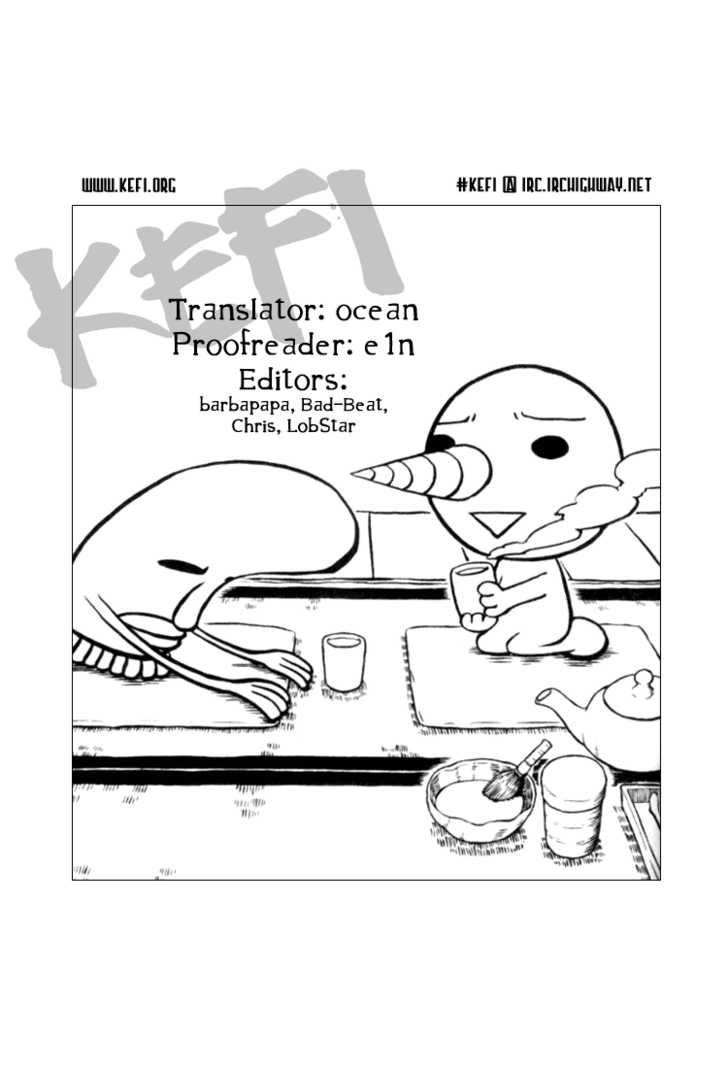 WWW.KEFI.ORG
#KEFI @ IRC.IRCHIGHWAY.NET
KEFI
Translator: ocean
Proofreader: e1n
Editors:
barbapapa, Bad-Beat,
Chris, LobStar